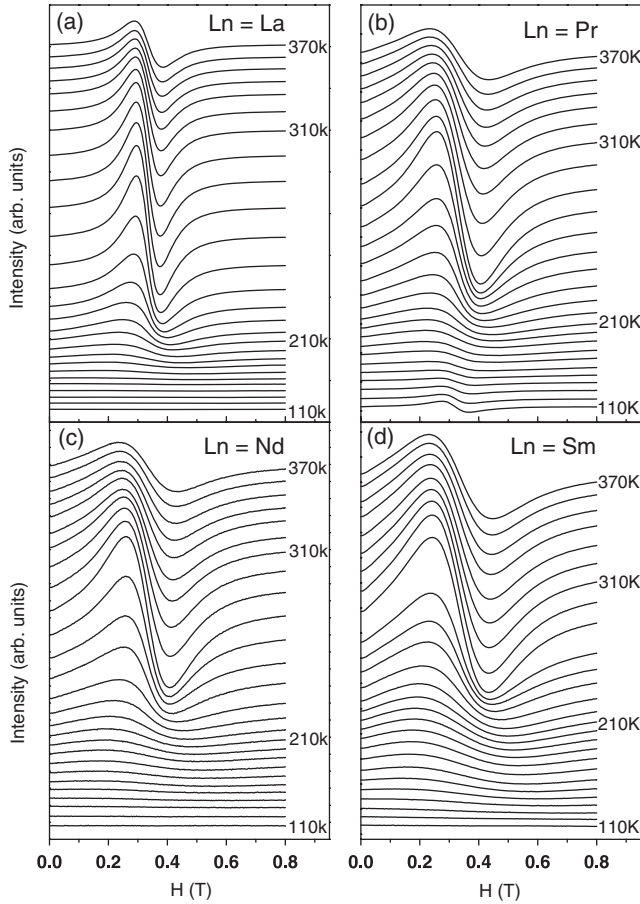 (a) Ln = La
370k
310k
210k
110k
(b) Ln = Pr
370K
310K
210K
110K
Intensity (arb. units)
(c) Ln = Nd
370k
310k
210k
110k
(d) Ln = Sm
370K
310K
210K
110K
Intensity (arb. units)
0.0 0.2 0.4 0.6 0.8
0.0 0.2 0.4 0.6 0.8
H (T)
H (T)